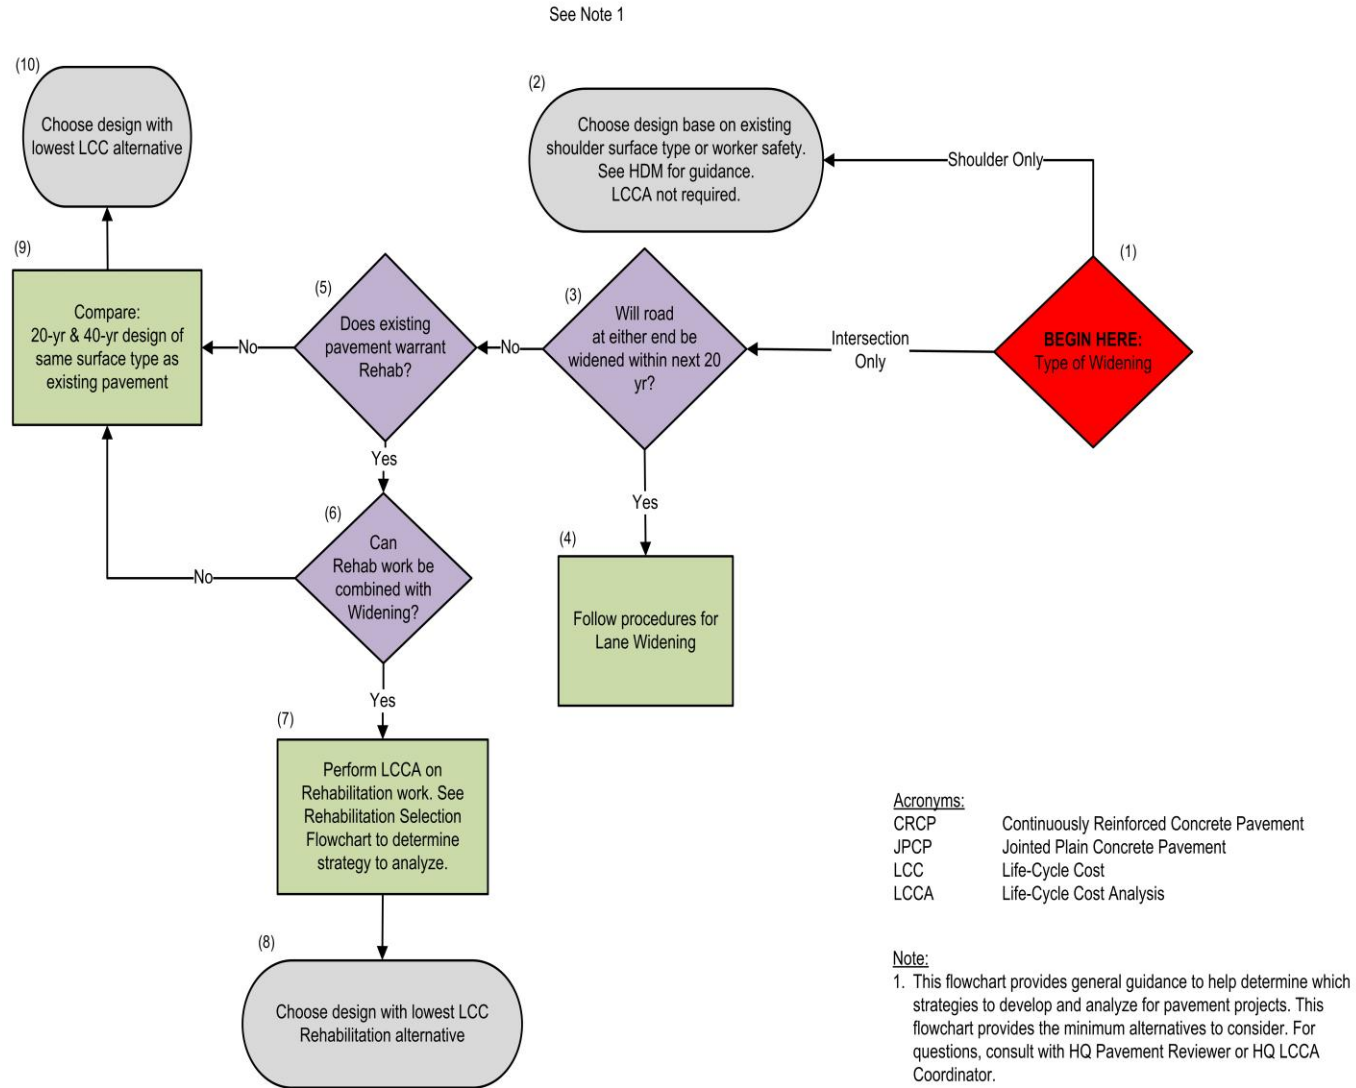 See Note 1
(10)
Choose design with
lowest LCC alternative
(2)
Choose design base on existing
shoulder surface type or worker safety.
See HDM for guidance.
LCCA not required.
Shoulder Only
(1)
BEGIN HERE:
Type of Widening
Intersection
Only
(3)
Will road
at either end be
widened within next 20
yr?
No
(5)
Does existing
pavement warrant
Rehab?
No
(9)
Compare:
20-yr & 40-yr design of
same surface type as
existing pavement
Yes
(6)
Can
Rehab work be
combined with
Widening?
No
Yes
(4)
Follow procedures for
Lane Widening
Yes
(7)
Perform LCCA on
Rehabilitation work. See
Rehabilitation Selection
Flowchart to determine
strategy to analyze.
(8)
Choose design with lowest LCC
Rehabilitation alternative
Acronyms:
CRCP Continuously Reinforced Concrete Pavement
JPCP Jointed Plain Concrete Pavement
LCC Life-Cycle Cost
LCCA Life-Cycle Cost Analysis
Note:
1. This flowchart provides general guidance to help determine which
strategies to develop and analyze for pavement projects. This
flowchart provides the minimum alternatives to consider. For
questions, consult with HQ Pavement Reviewer or HQ LCCA
Coordinator.